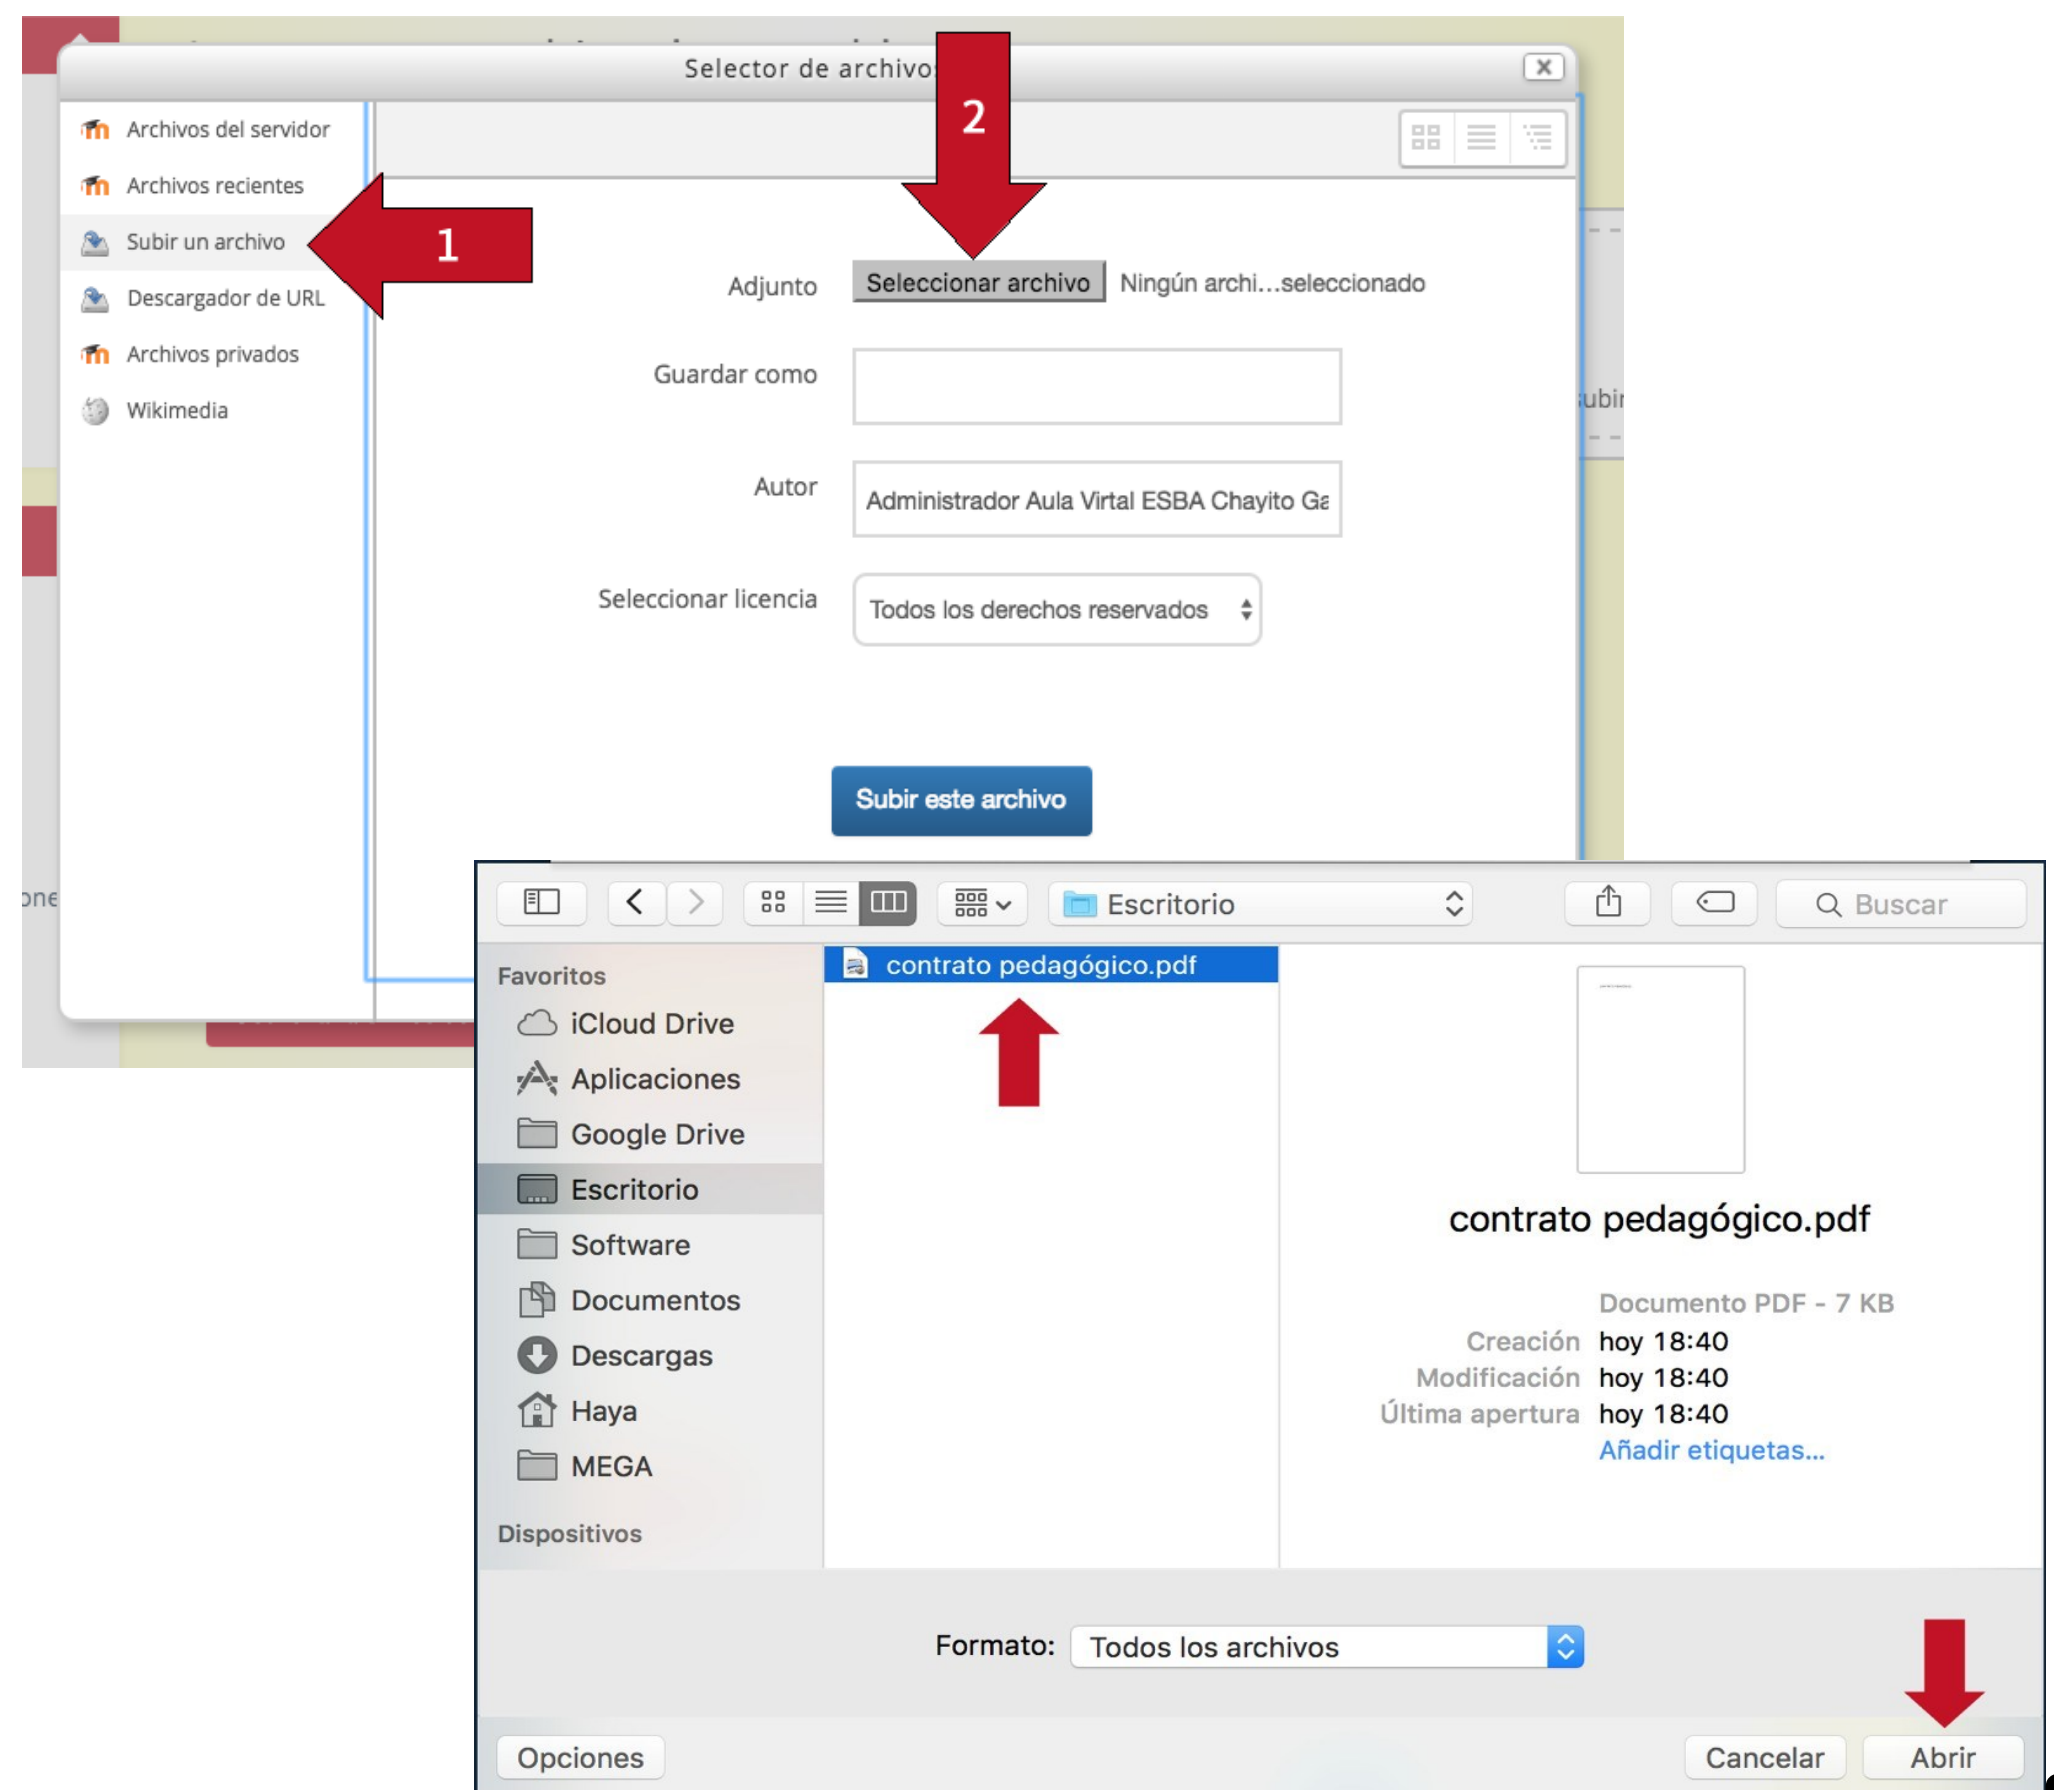 Selector de archivos
Archivos del servidor
Archivos recientes
Subir un archivo
Descargador de URL
Archivos privados
Wikimedia
1
2
Adjunto
Seleccionar archivo
Ningún archi...seleccionado
Guardar como
Autor
Administrador Aula Virtal ESBA Chayito Ga
Seleccionar licencia
Todos los derechos reservados
Subir este archivo
ubir
one
Escritorio
Buscar
Favoritos
iCloud Drive
Aplicaciones
Google Drive
Escritorio
Software
Documentos
Descargas
Haya
MEGA
Dispositivos
contrato pedagógico.pdf
contrato pedagógico.pdf
Documento PDF - 7 KB
Creación hoy 18:40
Modificación hoy 18:40
Última apertura hoy 18:40
Añadir etiquetas...
Formato: Todos los archivos
Opciones
Cancelar
Abrir